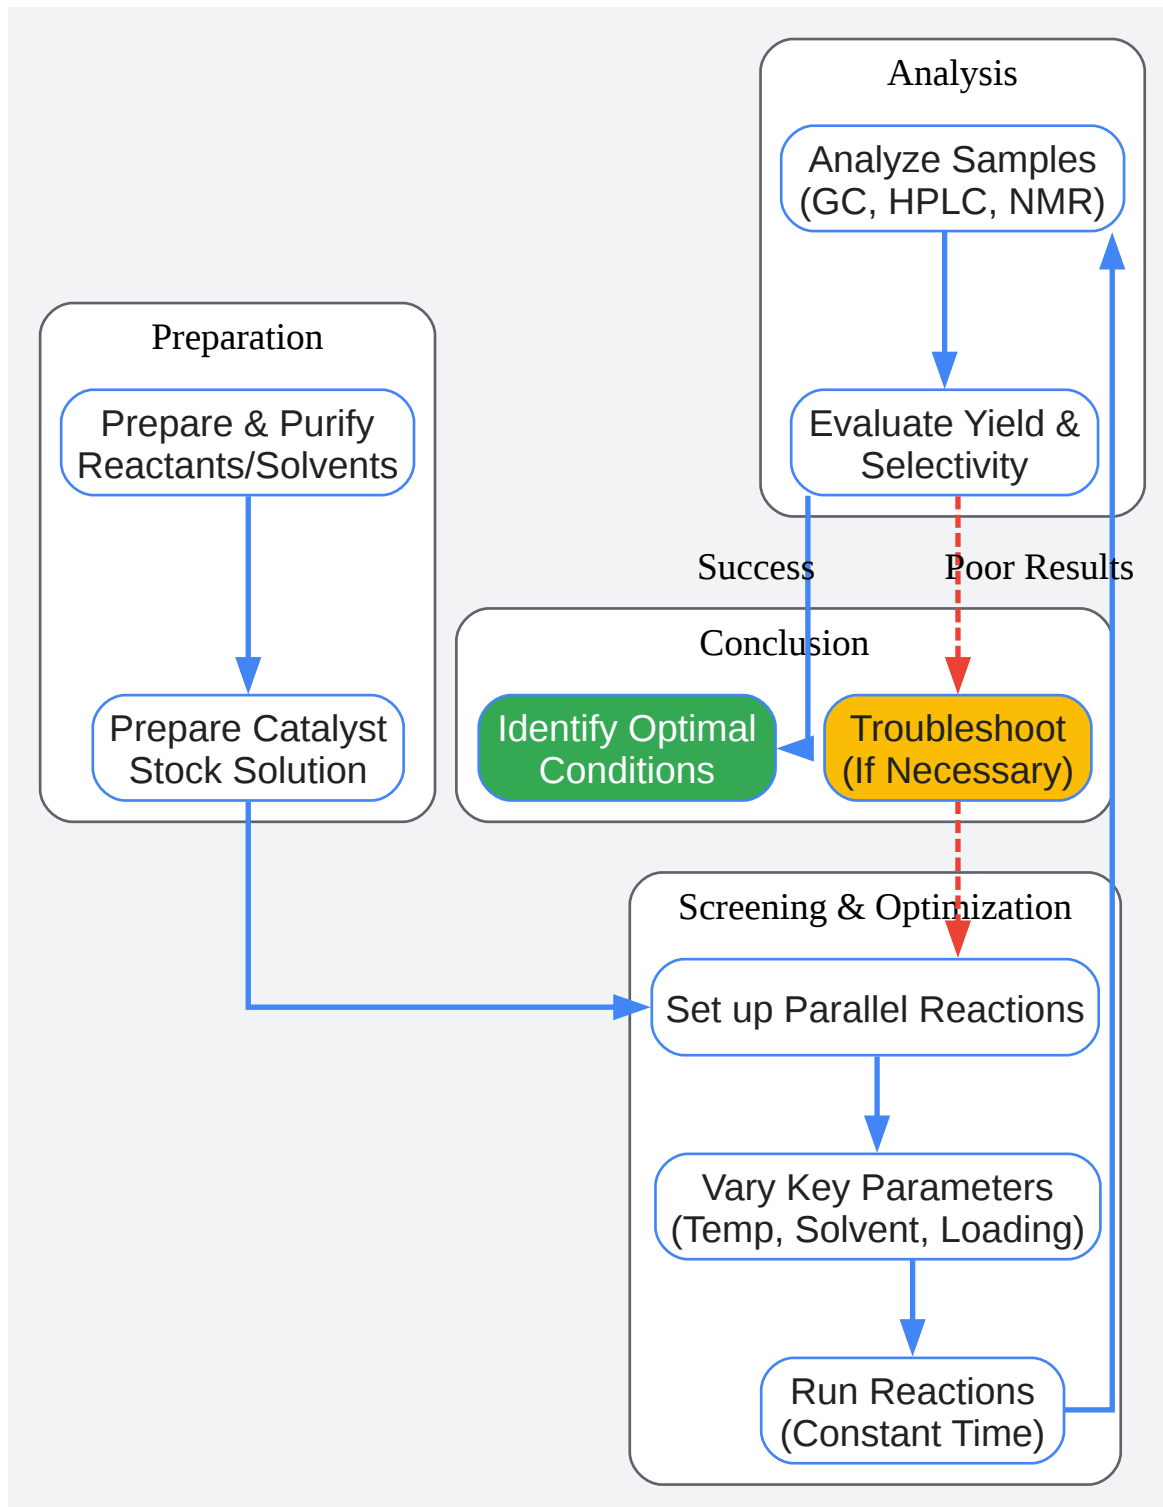 Analysis
Analyze Samples
(GC, HPLC, NMR)
Preparation
Prepare & Purify
Reactants/Solvents
Evaluate Yield &
Selectivity
Success
Poor Results
Conclusion
Prepare Catalyst
Stock Solution
Identify Optimal
Conditions
Troubleshoot
(If Necessary)
Screening & Optimization
Set up Parallel Reactions
Vary Key Parameters
(Temp, Solvent, Loading)
Run Reactions
(Constant Time)